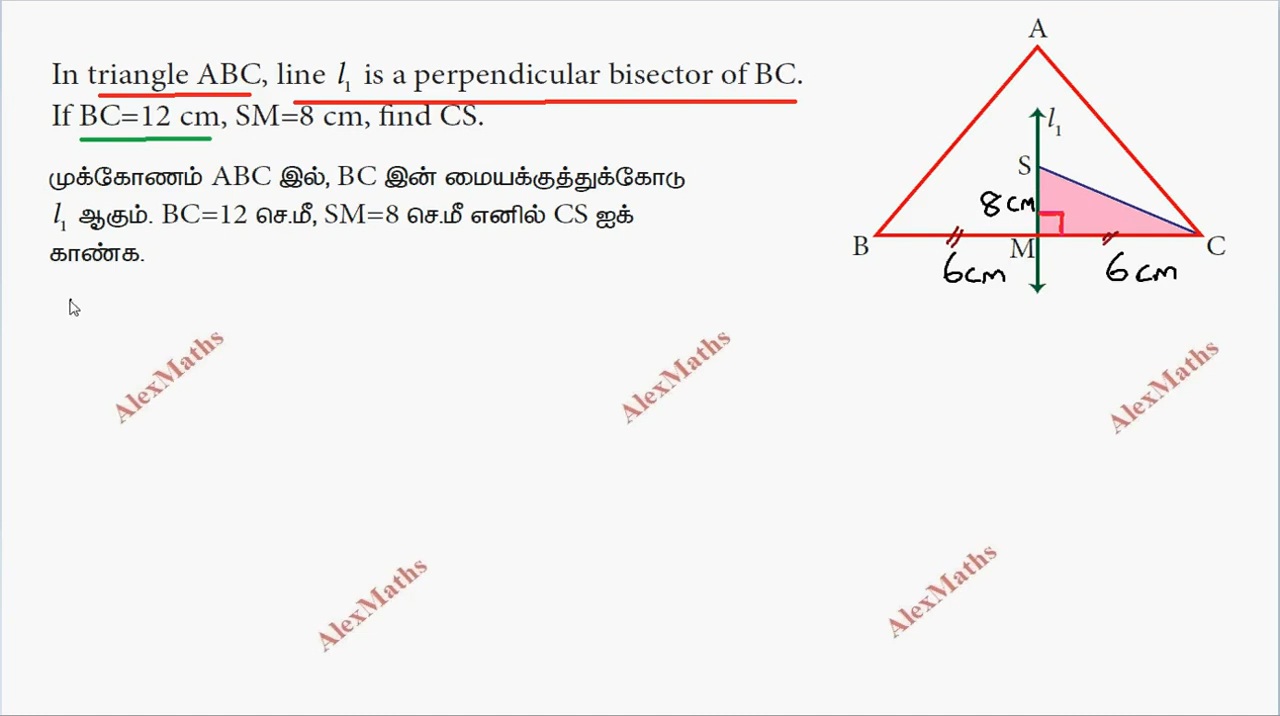 In triangle ABC, line l₁ is a perpendicular bisector of BC.
If BC=12 cm, SM=8 cm, find CS.
முக்கோணம் ABC இல், BC இன் மையக்குத்துக்கோடு
l₁ ஆகும். BC=12 செ.மீ, SM=8 செ.மீ எனில் CS ஐக்
காண்க.
A
l₁
S
8cm
B
M
C
6cm
6cm
AlexMaths
AlexMaths
AlexMaths
AlexMaths
AlexMaths